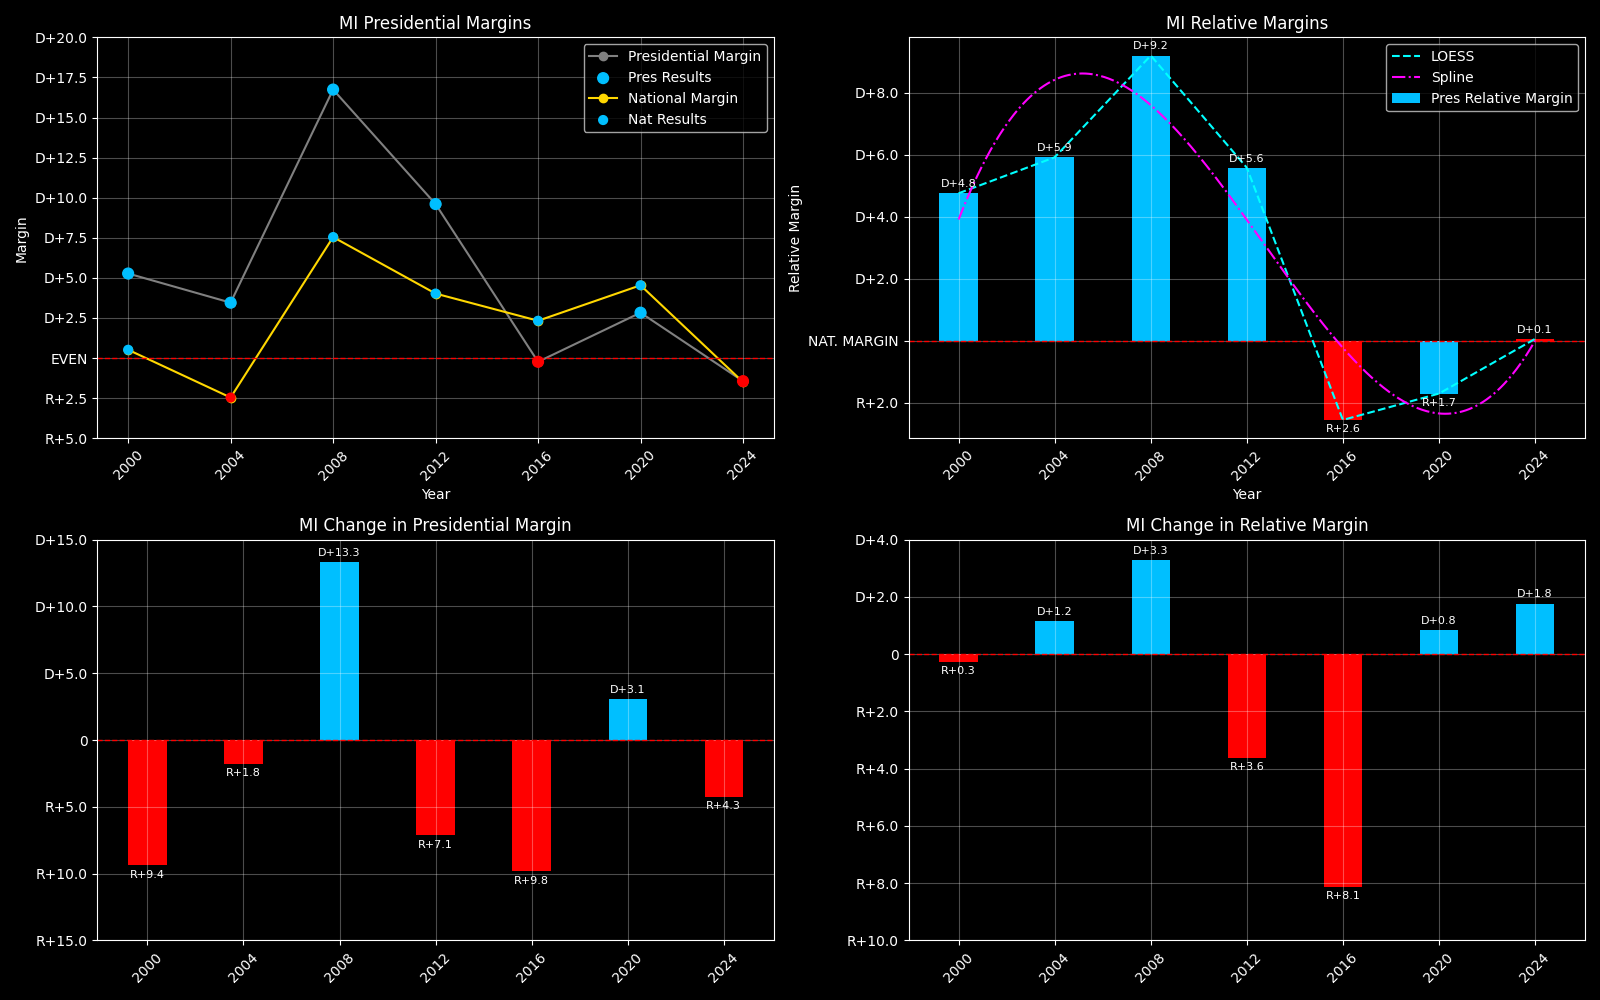 MI Presidential Margins
D+20.0
D+17.5
D+15.0
D+12.5
D+10.0
D+7.5
D+5.0
D+2.5
EVEN
R+2.5
R+5.0
Margin
Presidential Margin
Pres Results
National Margin
Nat Results
2000
2004
2008
2012
2016
2020
2024
Year
MI Relative Margins
D+8.0
D+6.0
D+4.0
D+2.0
NAT. MARGIN
R+2.0
Relative Margin
LOESS
Spline
Pres Relative Margin
D+4.8
D+5.9
D+9.2
D+5.6
R+2.6
R+1.7
D+0.1
2000
2004
2008
2012
2016
2020
2024
Year
MI Change in Presidential Margin
D+15.0
D+10.0
D+5.0
0
R+5.0
R+10.0
R+15.0
R+9.4
R+1.8
D+13.3
R+7.1
R+9.8
D+3.1
R+4.3
2000
2004
2008
2012
2016
2020
2024
MI Change in Relative Margin
D+4.0
D+2.0
0
R+2.0
R+4.0
R+6.0
R+8.0
R+10.0
R+0.3
D+1.2
D+3.3
R+3.6
R+8.1
D+0.8
D+1.8
2000
2004
2008
2012
2016
2020
2024